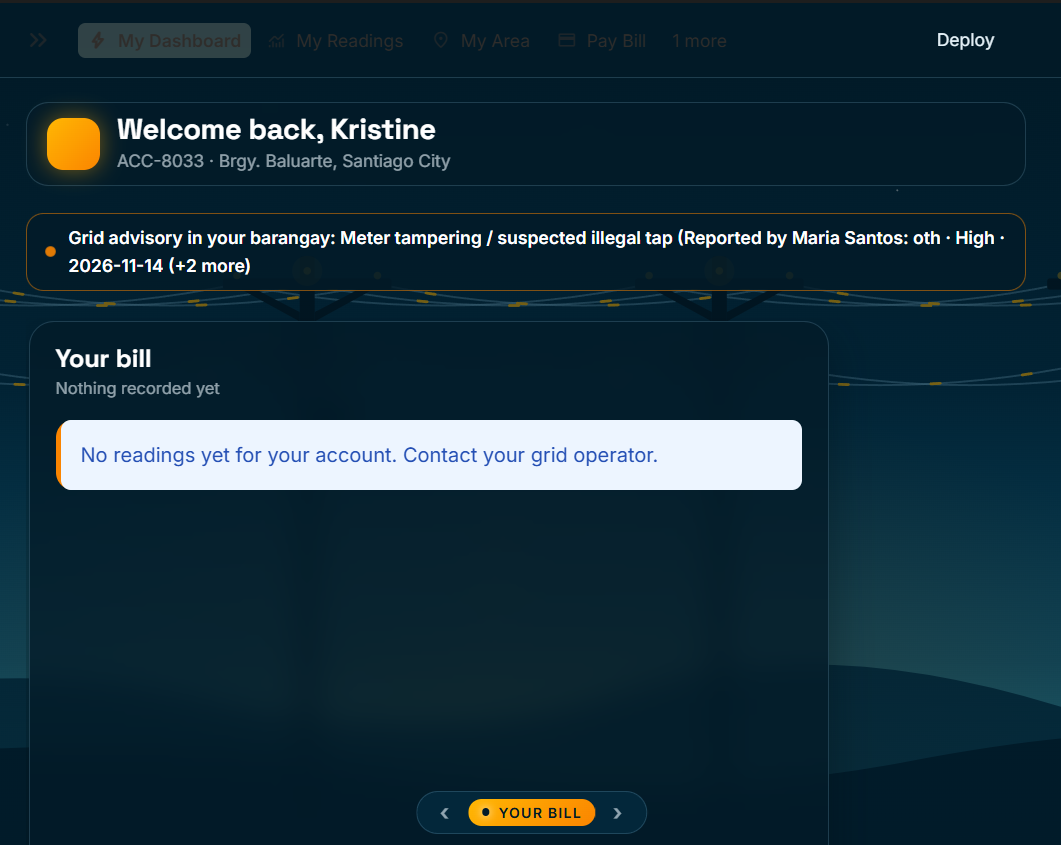 My Dashboard My Readings My Area Pay Bill 1 more Deploy
Welcome back, Kristine
ACC-8033 · Brgy. Baluarte, Santiago City
Grid advisory in your barangay: Meter tampering / suspected illegal tap (Reported by Maria Santos: oth · High ·
2026-11-14 (+2 more)
Your bill
Nothing recorded yet
No readings yet for your account. Contact your grid operator.
‹ YOUR BILL ›